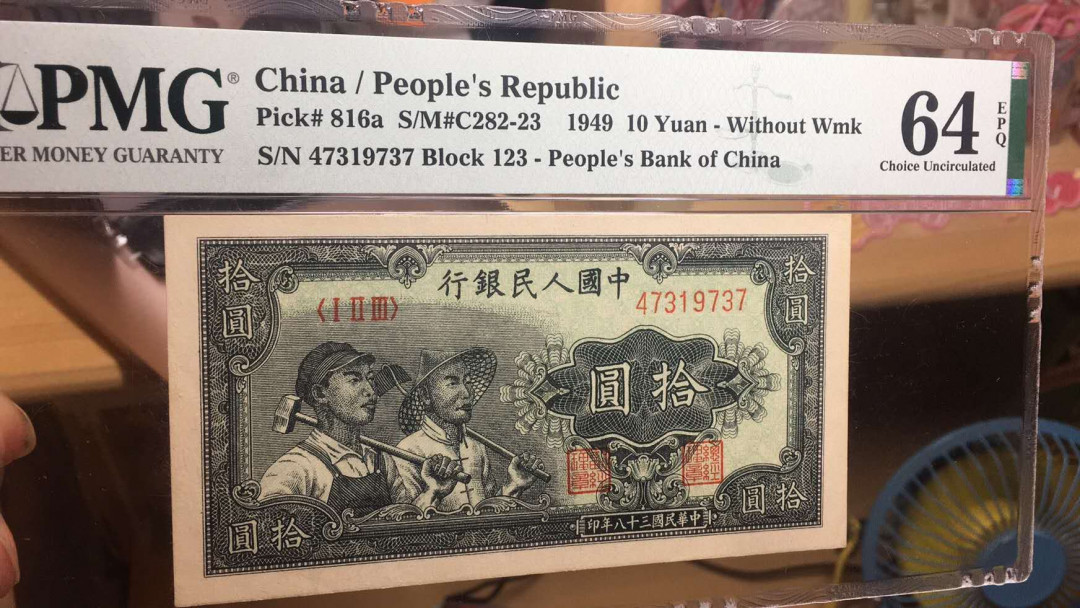 PMG®
ER MONEY GUARANTY
China / People's Republic
Pick# 816a S/M#C282-23 1949 10 Yuan - Without Wmk
S/N 47319737 Block 123 - People's Bank of China
64
EPQ
Choice Uncirculated
行銀民人國中
〈I II III〉
47319737
拾圓
拾圓
圓拾
圓拾
圓拾
印年八十三國民華中